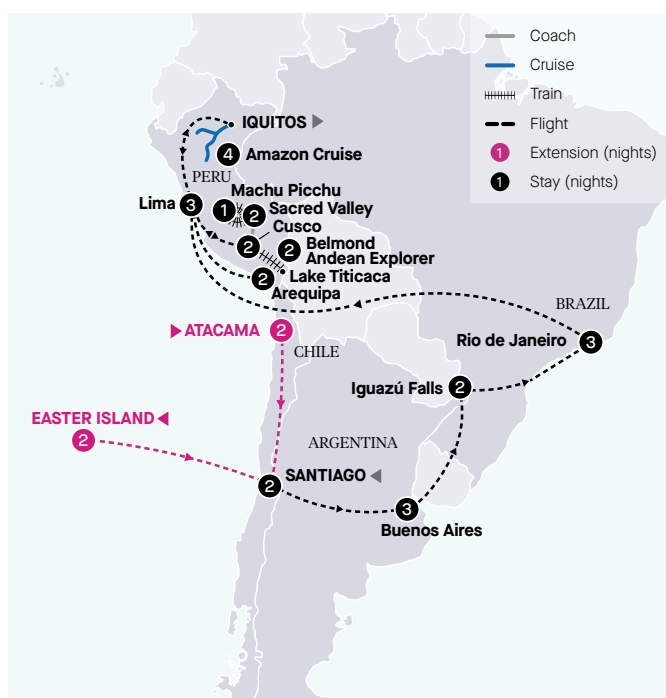 Coach
Cruise
Train
Flight
1 Extension (nights)
1 Stay (nights)
IQUITOS
4 Amazon Cruise
PERU
Machu Picchu
1
2 Sacred Valley
Lima 3
Cusco
2
2 Belmond
Andean Explorer
Lake Titicaca
2 Arequipa
BRAZIL
ATACAMA 2
CHILE
Rio de Janeiro 3
Iguazú Falls 2
EASTER ISLAND
2
ARGENTINA
SANTIAGO
2
3
Buenos Aires